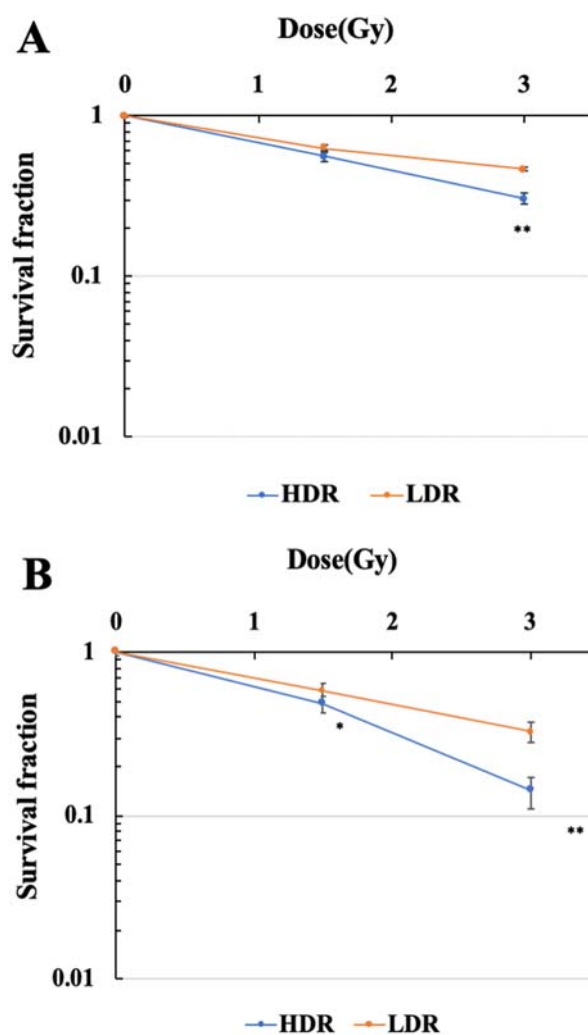 A
Dose(Gy)
0 1 2 3
1
0.1
0.01
Survival fraction
**
HDR LDR
B
Dose(Gy)
0 1 2 3
1
0.1
0.01
Survival fraction
*
**
HDR LDR